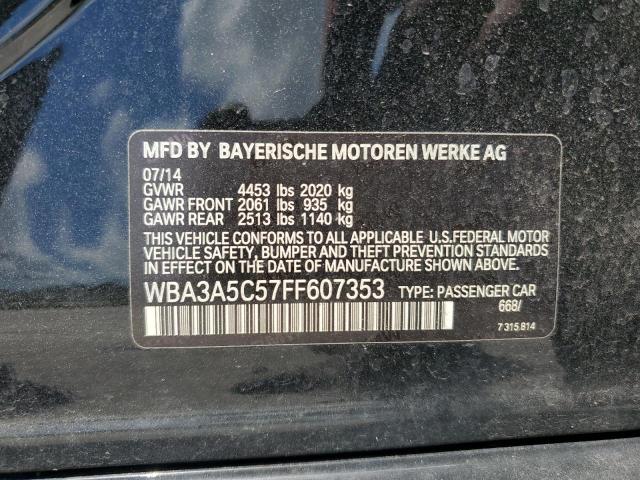 MFD BY BAYERISCHE MOTOREN WERKE AG
07/14
GVWR 4453 lbs 2020 kg
GAWR FRONT 2061 lbs 935 kg
GAWR REAR 2513 lbs 1140 kg
THIS VEHICLE CONFORMS TO ALL APPLICABLE U.S.FEDERAL MOTOR
VEHICLE SAFETY, BUMPER AND THEFT PREVENTION STANDARDS
IN EFFECT ON THE DATE OF MANUFACTURE SHOWN ABOVE.
WBA3A5C57FF607353 TYPE: PASSENGER CAR
668/
7 315 814